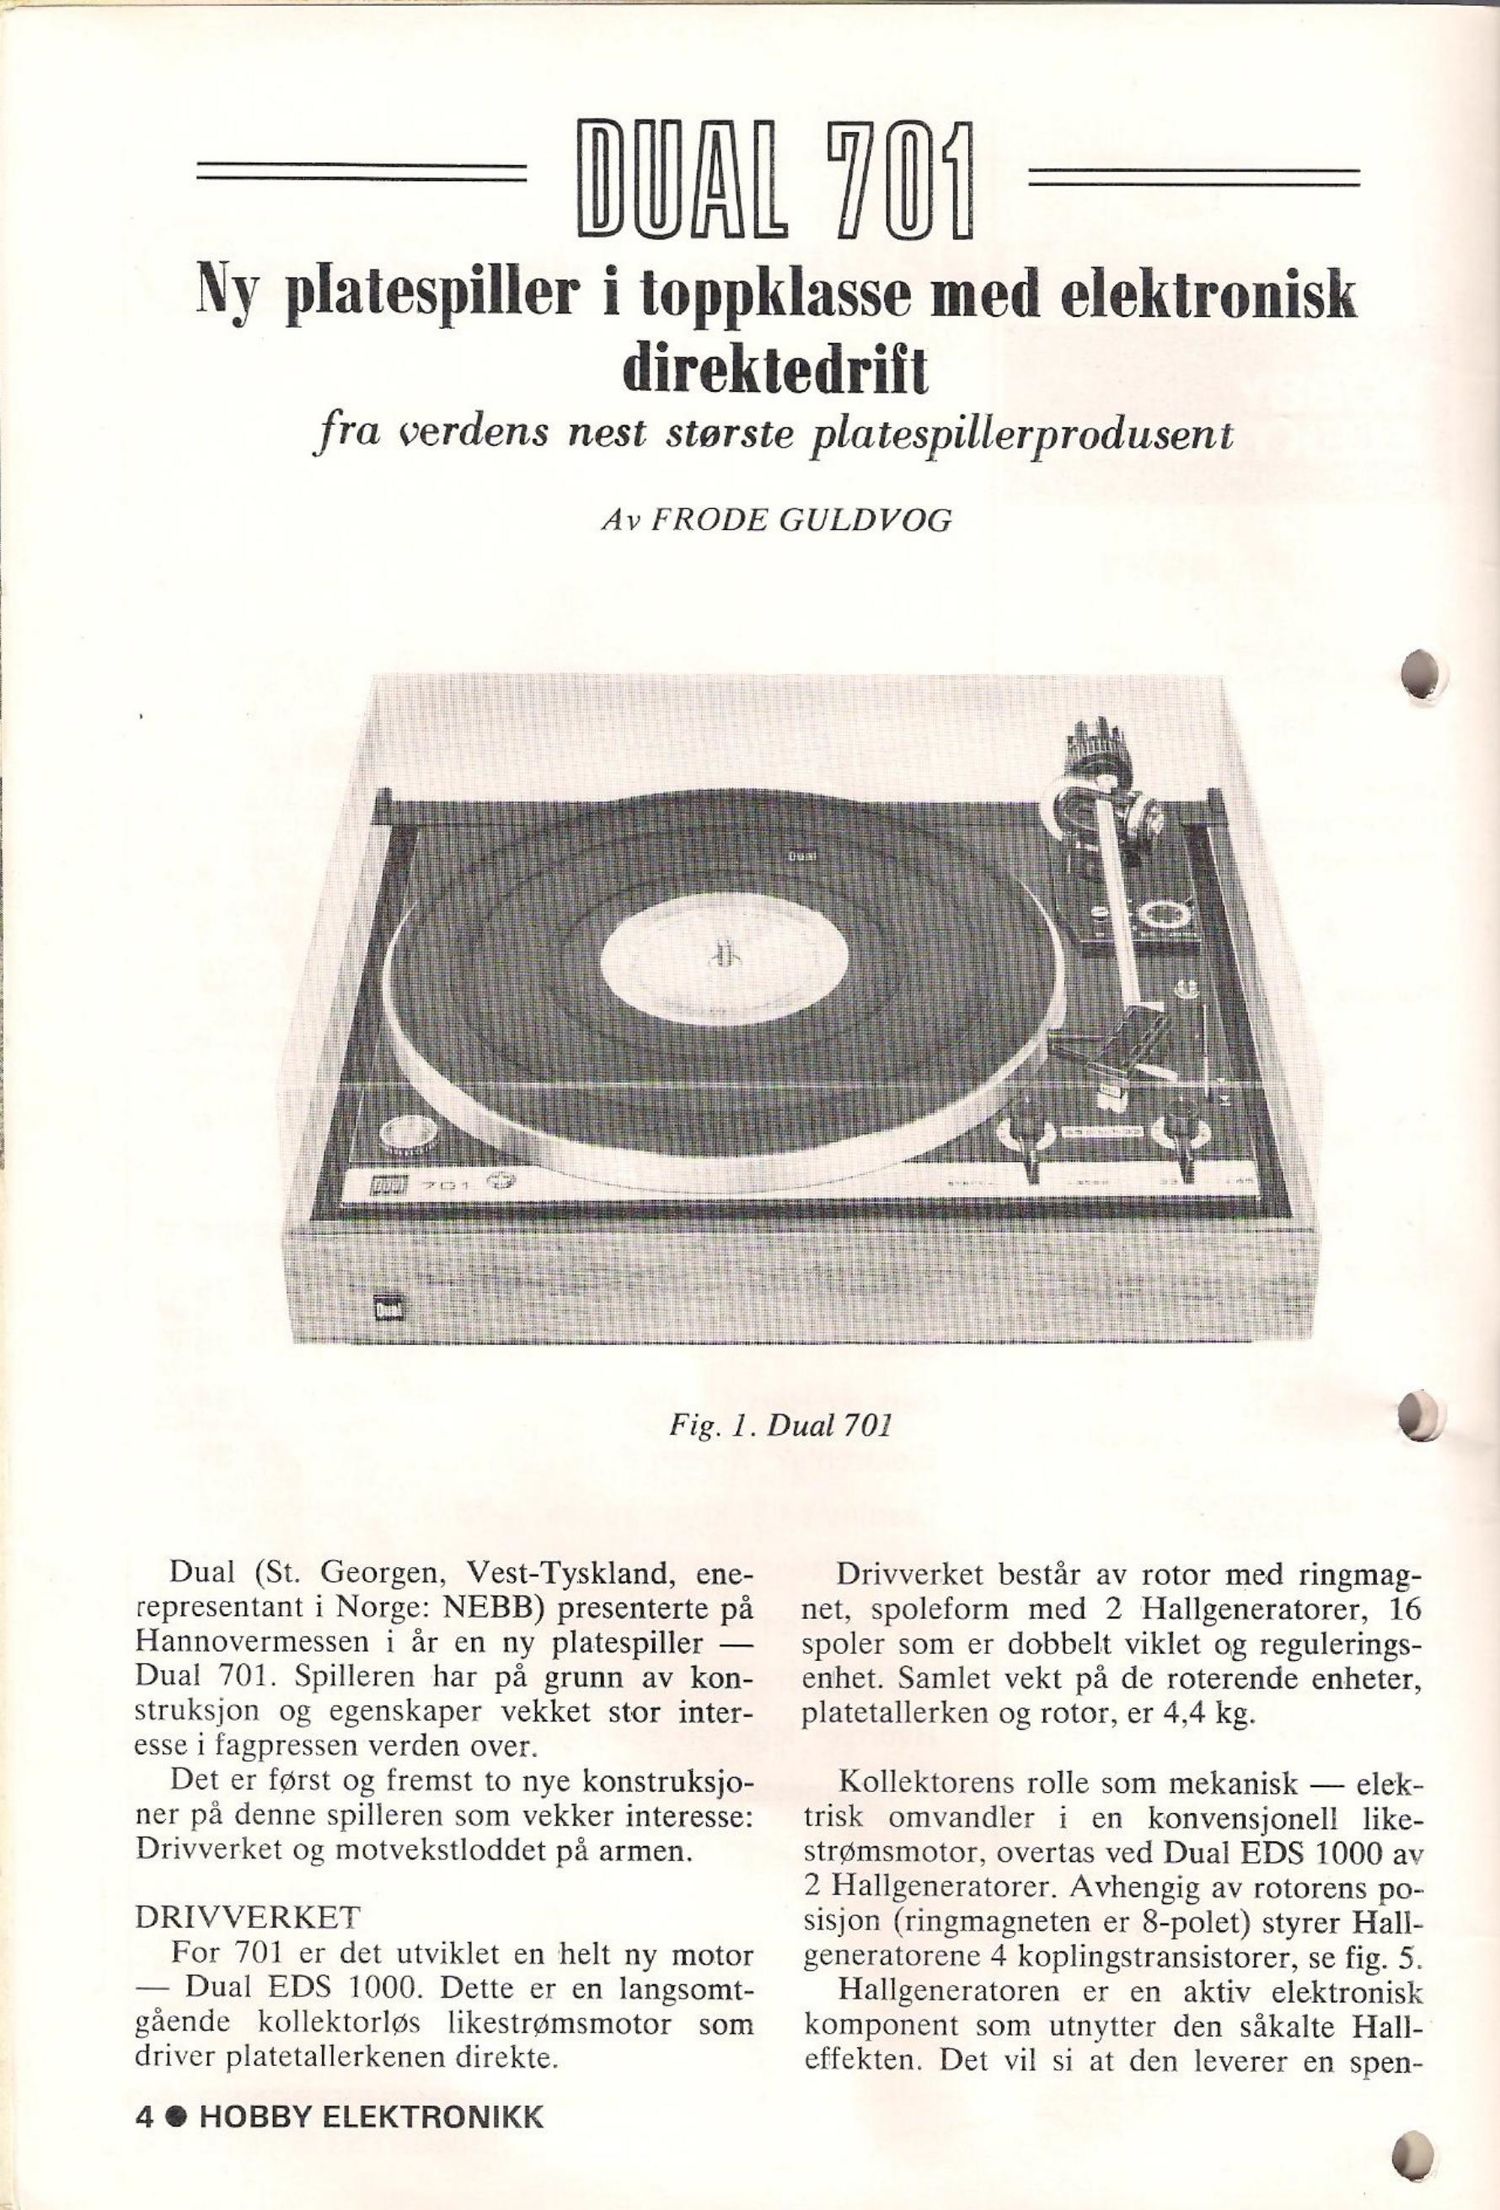 DUAL 701
Ny platespiller i toppklasse med elektronisk
direktedrift
fra verdens nest største platespillerprodusent
Av FRODE GULDVOG
Dual
DUAL 701
Dual
Fig. 1. Dual 701
Dual (St. Georgen, Vest-Tyskland, ene-
representant i Norge: NEBB) presenterte på
Hannovermessen i år en ny platespiller —
Dual 701. Spilleren har på grunn av kon-
struksjon og egenskaper vekket stor inter-
esse i fagpressen verden over.
Det er først og fremst to nye konstruksjo-
ner på denne spilleren som vekker interesse:
Drivverket og motvekstloddet på armen.
DRIVVERKET
For 701 er det utviklet en helt ny motor
— Dual EDS 1000. Dette er en langsomt-
gående kollektorløs likestrømsmotor som
driver platetallerkenen direkte.
Drivverket består av rotor med ringmag-
net, spoleform med 2 Hallgeneratorer, 16
spoler som er dobbelt viklet og regulerings-
enhet. Samlet vekt på de roterende enheter,
platetallerken og rotor, er 4,4 kg.
Kollektorens rolle som mekanisk — elek-
trisk omvandler i en konvensjonell like-
strømsmotor, overtas ved Dual EDS 1000 av
2 Hallgeneratorer. Avhengig av rotorens po-
sisjon (ringmagneten er 8-polet) styrer Hall-
generatorene 4 koplingstransistorer, se fig. 5.
Hallgeneratoren er en aktiv elektronisk
komponent som utnytter den såkalte Hall-
effekten. Det vil si at den leverer en spen-
4 ● HOBBY ELEKTRONIKK